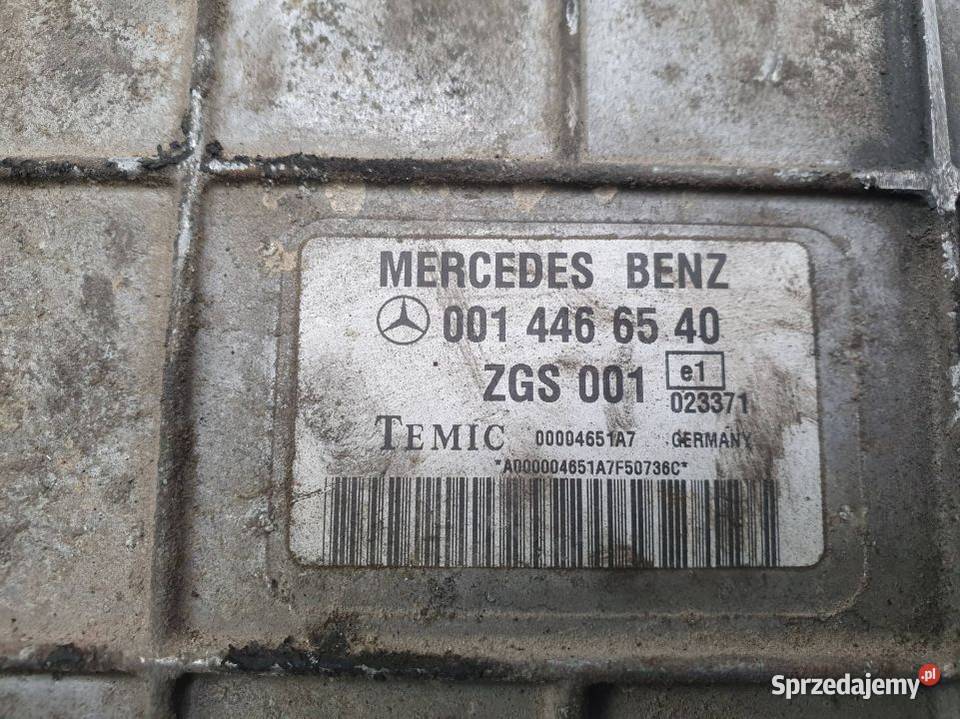 MERCEDES BENZ
001 446 65 40
ZGS 001 e1
023371
TEMIC 00004651A7 GERMANY
*A000004651A7F50736C*
Sprzedajemy.pl